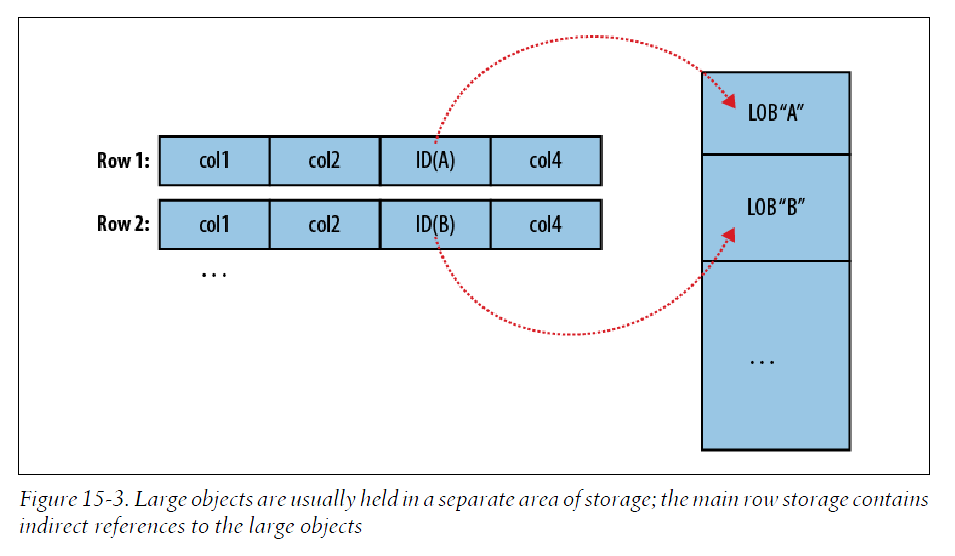 LOB“A”
Row 1: col1 col2 ID(A) col4
LOB“B”
Row 2: col1 col2 ID(B) col4
...
...
Figure 15-3. Large objects are usually held in a separate area of storage; the main row storage contains
indirect references to the large objects